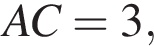 AC = 3,